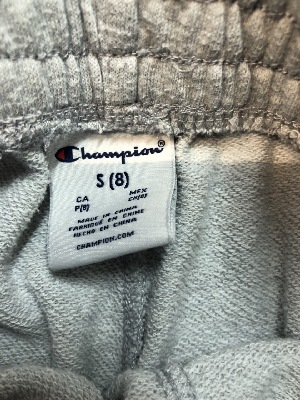 Champion®
S (8)
CA MEX
P(8) CH(8)
MADE IN CHINA
FABRIQUÉ EN CHINE
HECHO EN CHINA
CHAMPION.COM